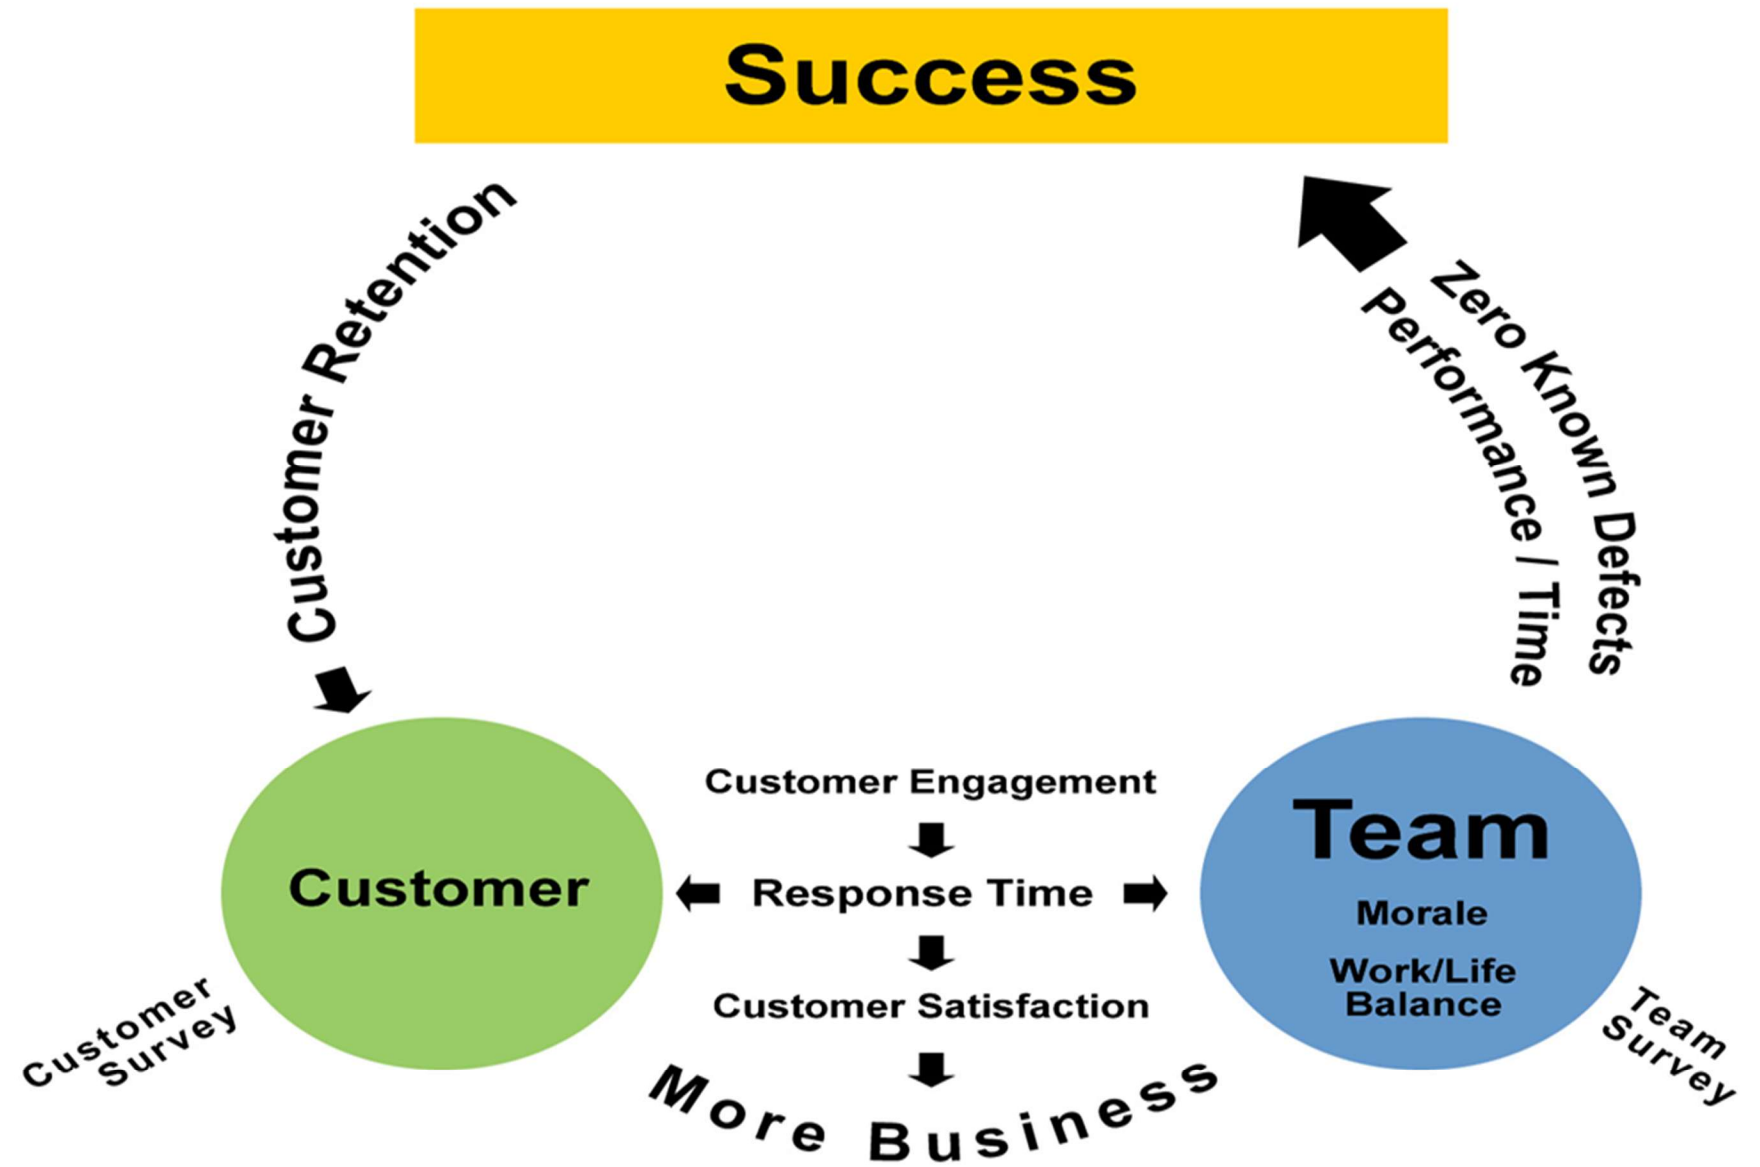 Success
Customer Retention
Zero Known Defects
Performance / Time
Customer Engagement
Response Time
Customer Satisfaction
More Business
Customer
Customer
Survey
Team
Morale
Work/Life
Balance
Team
Survey